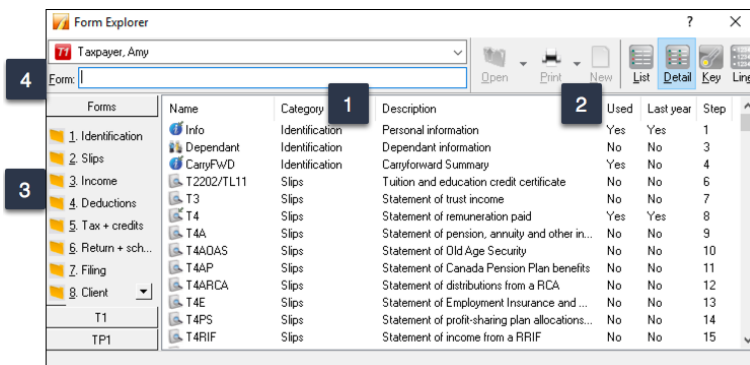 Form Explorer ? ×
T1 Taxpayer, Amy
4 Form:
Open Print New List Detail Key
Forms
1. Identification
2. Slips
3
3. Income
4. Deductions
5. Tax + credits
6. Return + sch...
7. Filing
8. Client
T1
TP1
Name Category 1 Description 2 Used Last year Step
Info Identification Personal information Yes Yes 1
Dependant Identification Dependant information No No 3
CarryFWD Identification Carryforward Summary Yes No 4
T2202/TL11 Slips Tuition and education credit certificate No No 6
T3 Slips Statement of trust income No No 7
T4 Slips Statement of remuneration paid Yes Yes 8
T4A Slips Statement of pension, annuity and other in... No No 9
T4AOAS Slips Statement of Old Age Security No No 10
T4AP Slips Statement of Canada Pension Plan benefits No No 11
T4ARCA Slips Statement of distributions from a RCA No No 12
T4E Slips Statement of Employment Insurance and ... No No 13
T4PS Slips Statement of profit-sharing plan allocations... No No 14
T4RIF Slips Statement of income from a RRIF No No 15